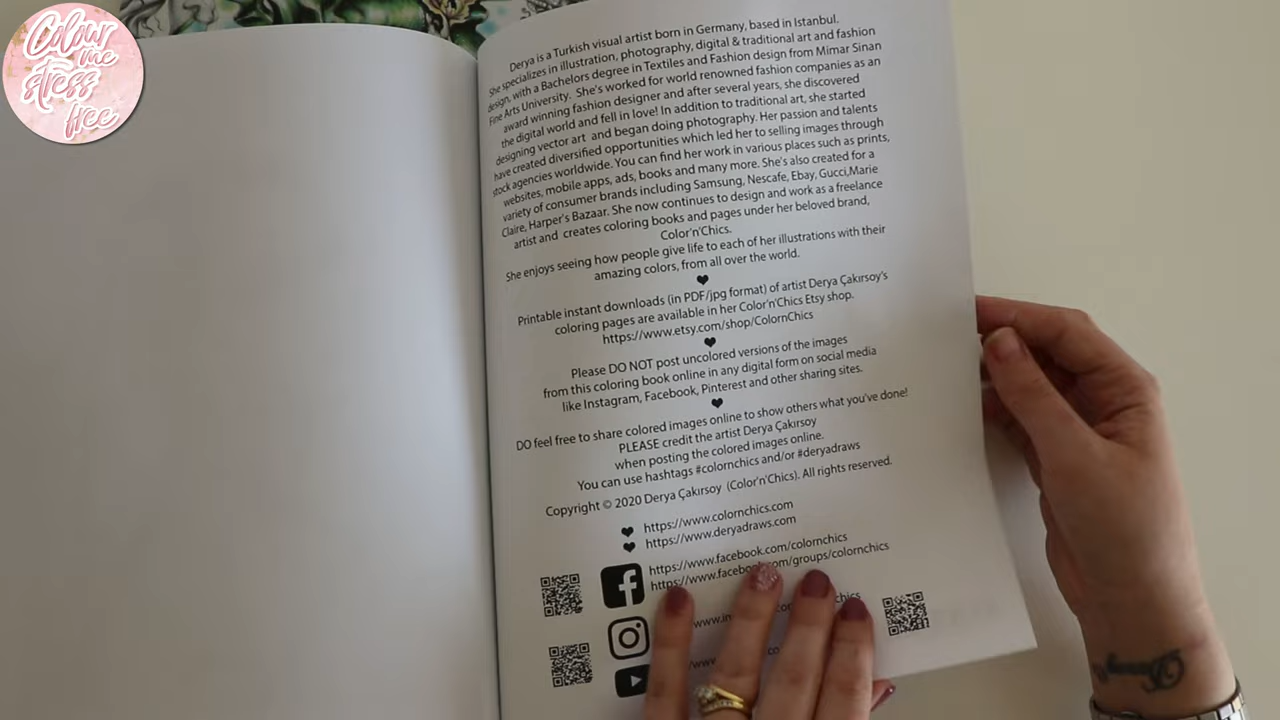 Colour
me
stress
free
Derya is a Turkish visual artist born in Germany, based in Istanbul.
She specializes in illustration, photography, digital & traditional art and fashion
design, with a Bachelors degree in Textiles and Fashion design from Mimar Sinan
Fine Arts University. She's worked for world renowned fashion companies as an
award winning fashion designer and after several years, she discovered
the digital world and fell in love! In addition to traditional art, she started
designing vector art and began doing photography. Her passion and talents
have created diversified opportunities which led her to selling images through
stock agencies worldwide. You can find her work in various places such as prints,
websites, mobile apps, ads, books and many more. She's also created for a
variety of consumer brands including Samsung, Nescafe, Ebay, Gucci,Marie
Claire, Harper's Bazaar. She now continues to design and work as a freelance
artist and creates coloring books and pages under her beloved brand,
Color'n'Chics.
She enjoys seeing how people give life to each of her illustrations with their
amazing colors, from all over the world.
Printable instant downloads (in PDF/jpg format) of artist Derya Çakırsoy's
coloring pages are available in her Color'n'Chics Etsy shop.
https://www.etsy.com/shop/ColornChics
Please DO NOT post uncolored versions of the images
from this coloring book online in any digital form on social media
like Instagram, Facebook, Pinterest and other sharing sites.
DO feel free to share colored images online to show others what you've done!
PLEASE credit the artist Derya Çakırsoy
when posting the colored images online.
You can use hashtags #colornchics and/or #deryadraws
Copyright © 2020 Derya Çakırsoy (Color'n'Chics). All rights reserved.
https://www.colornchics.com
https://www.deryadraws.com
https://www.facebook.com/colornchics
https://www.facebook.com/groups/colornchics